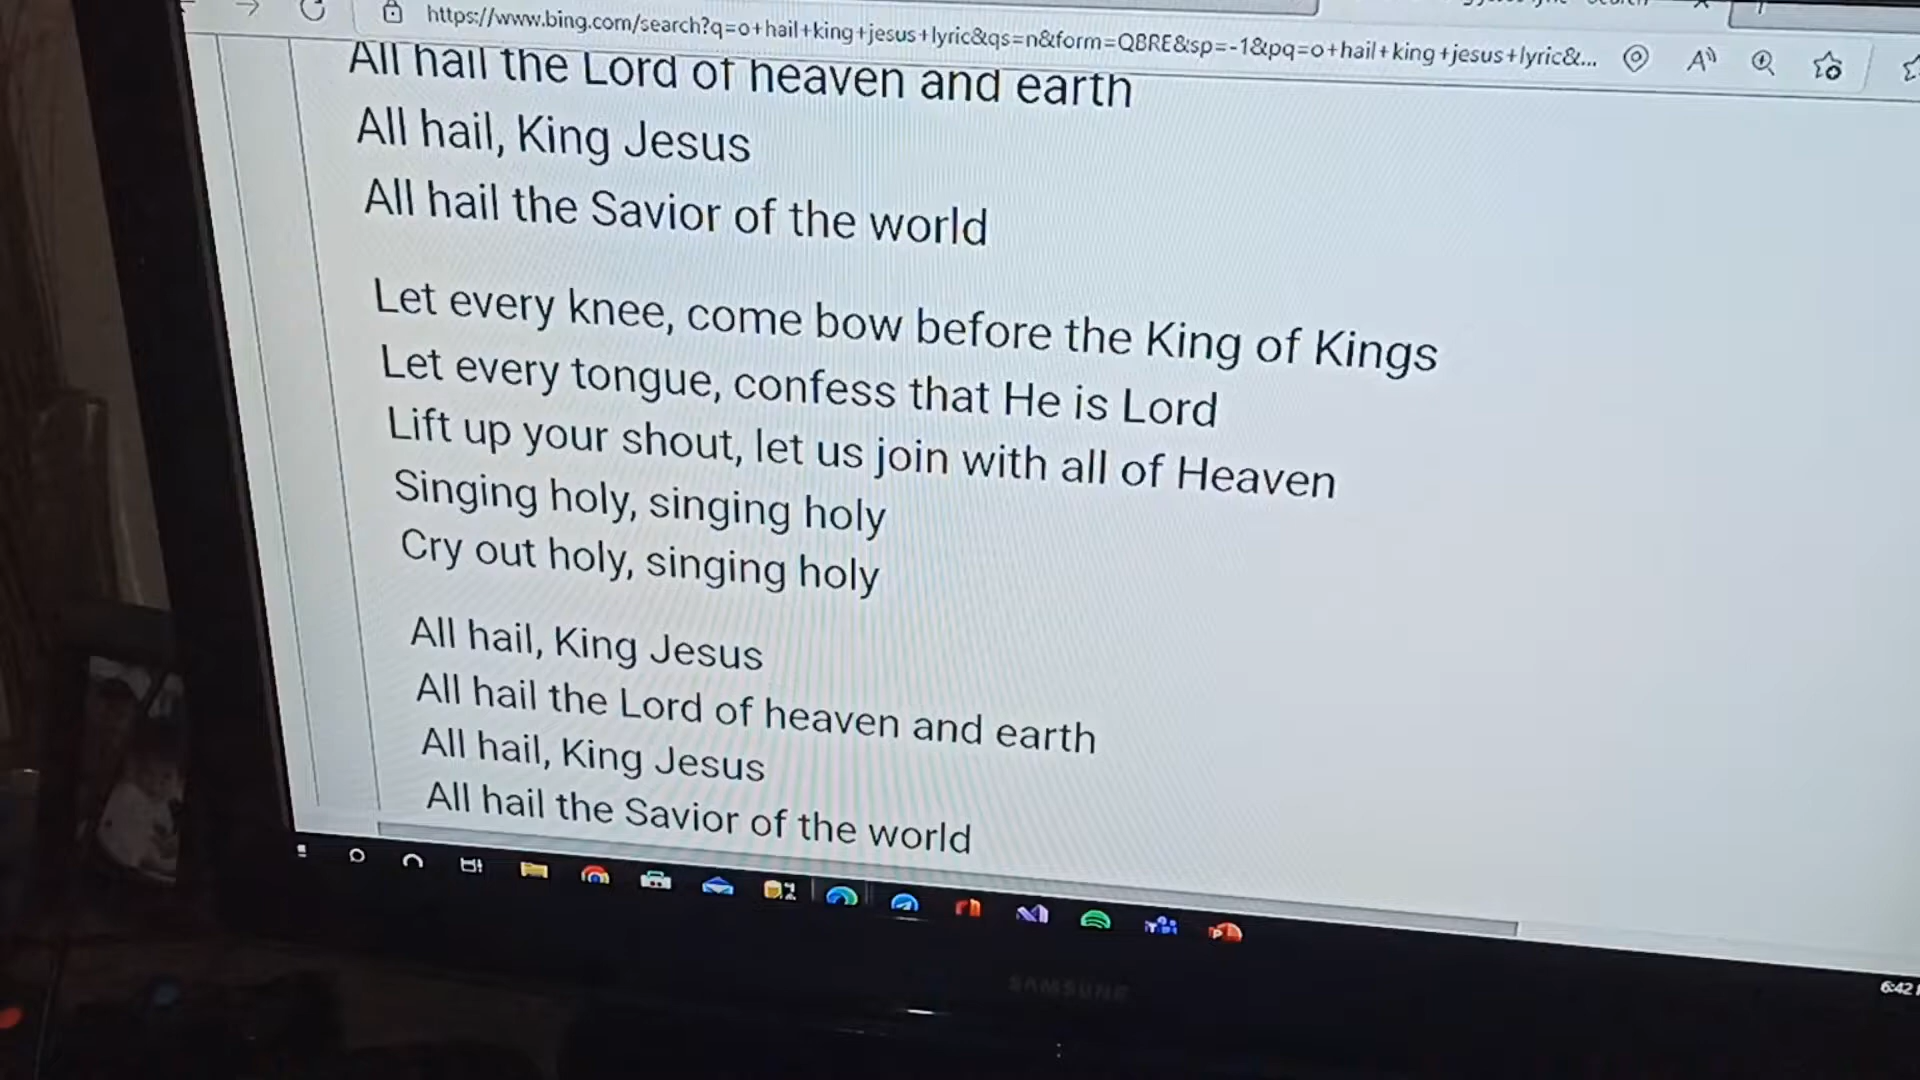 https://www.bing.com/search?q=o+hail+king+jesus+lyric&qs=n&form=QBRE&sp=-1&pq=o+hail+king+jesus+lyric&...
All hail the Lord of heaven and earth
All hail, King Jesus
All hail the Savior of the world
Let every knee, come bow before the King of Kings
Let every tongue, confess that He is Lord
Lift up your shout, let us join with all of Heaven
Singing holy, singing holy
Cry out holy, singing holy
All hail, King Jesus
All hail the Lord of heaven and earth
All hail, King Jesus
All hail the Savior of the world
SAMSUNG
6:42